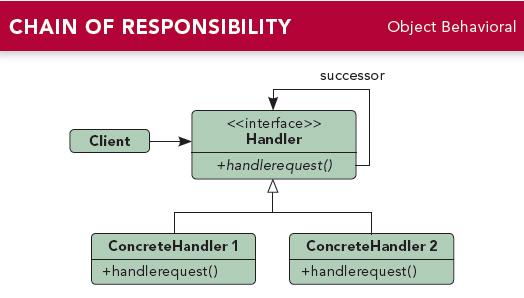 CHAIN OF RESPONSIBILITY
Object Behavioral
successor
<<interface>>
Handler
Client
+handlerequest()
ConcreteHandler 1
+handlerequest()
ConcreteHandler 2
+handlerequest()